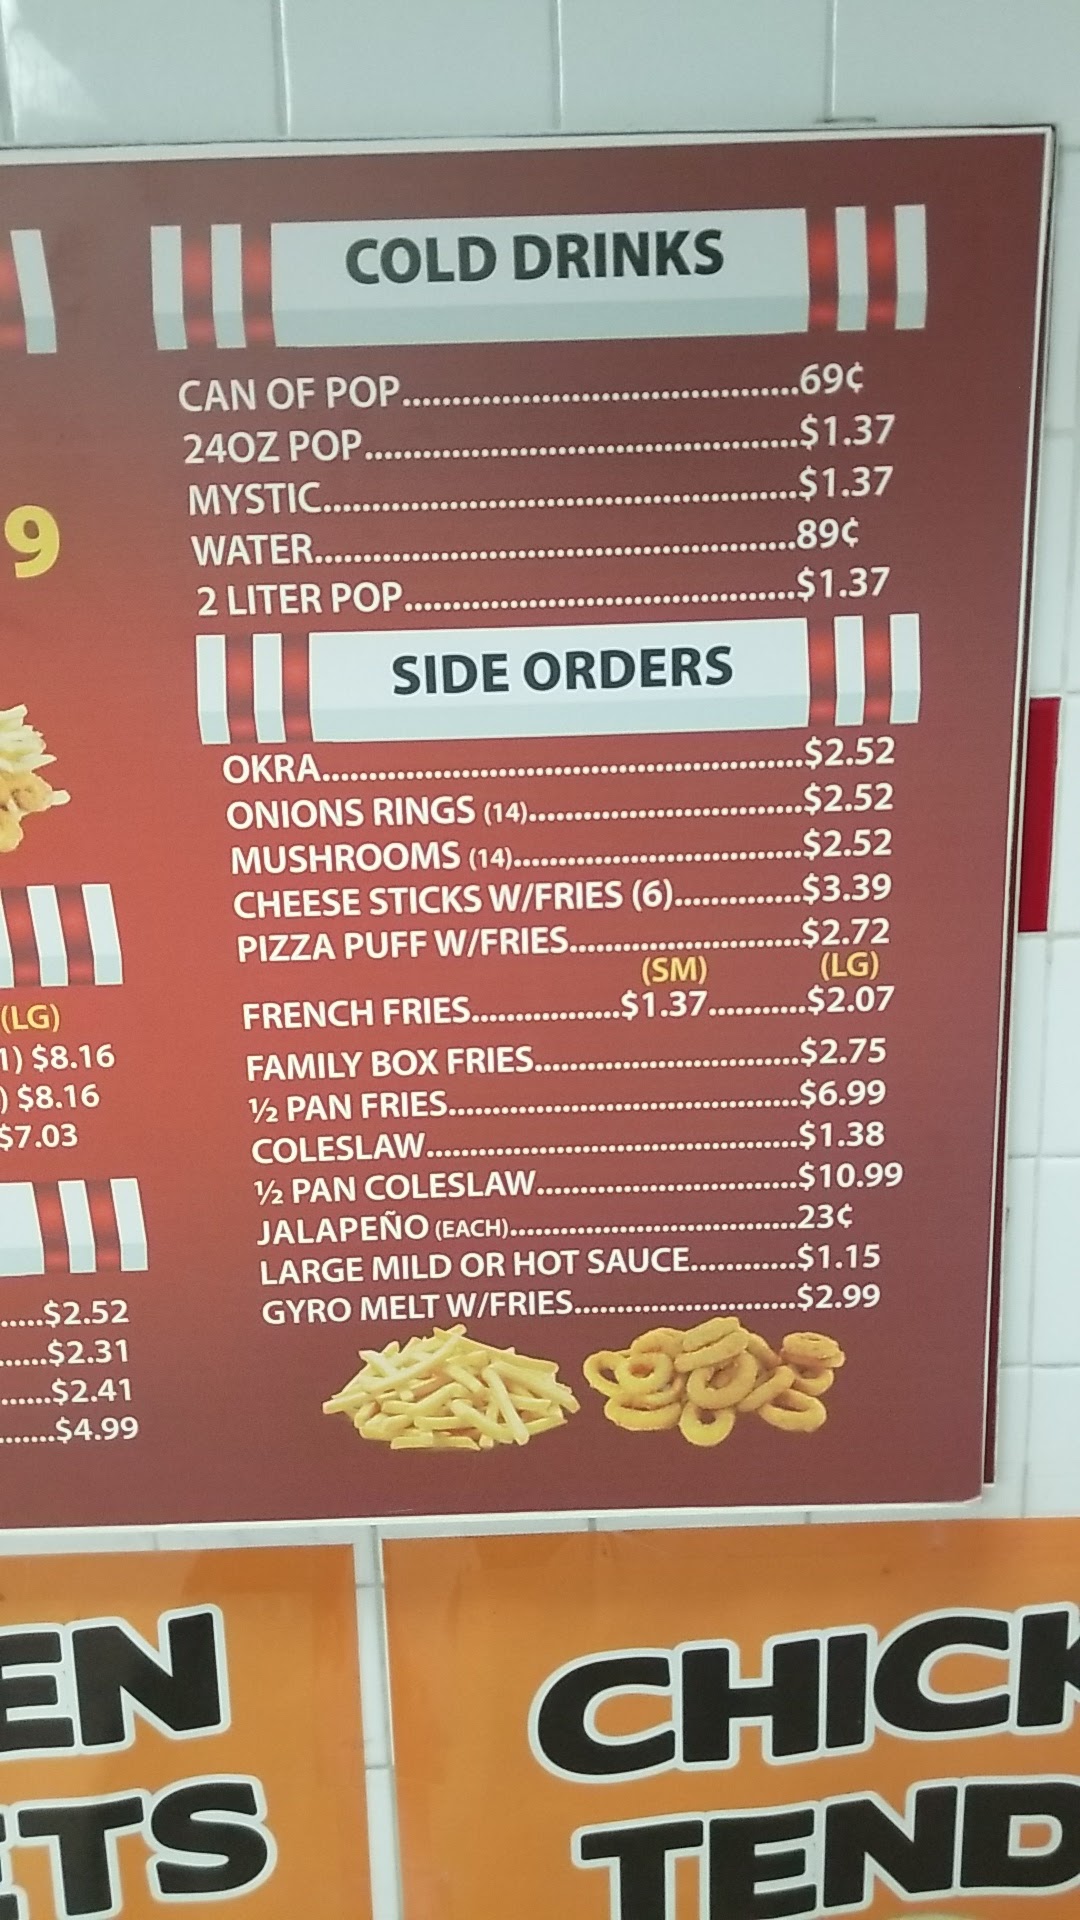 COLD DRINKS
CAN OF POP..........69¢
24OZ POP..........$1.37
MYSTIC..........$1.37
WATER..........89¢
2 LITER POP..........$1.37
SIDE ORDERS
OKRA..........$2.52
ONIONS RINGS (14)..........$2.52
MUSHROOMS (14)..........$2.52
CHEESE STICKS W/FRIES (6)..........$3.39
PIZZA PUFF W/FRIES..........$2.72
(SM) (LG)
FRENCH FRIES..........$1.37..........$2.07
FAMILY BOX FRIES..........$2.75
½ PAN FRIES..........$6.99
COLESLAW..........$1.38
½ PAN COLESLAW..........$10.99
JALAPEÑO (EACH)..........23¢
LARGE MILD OR HOT SAUCE..........$1.15
GYRO MELT W/FRIES..........$2.99
9
(LG)
1) $8.16
) $8.16
$7.03
.....$2.52
.....$2.31
.....$2.41
.....$4.99
EN
TS
CHICK
TEND